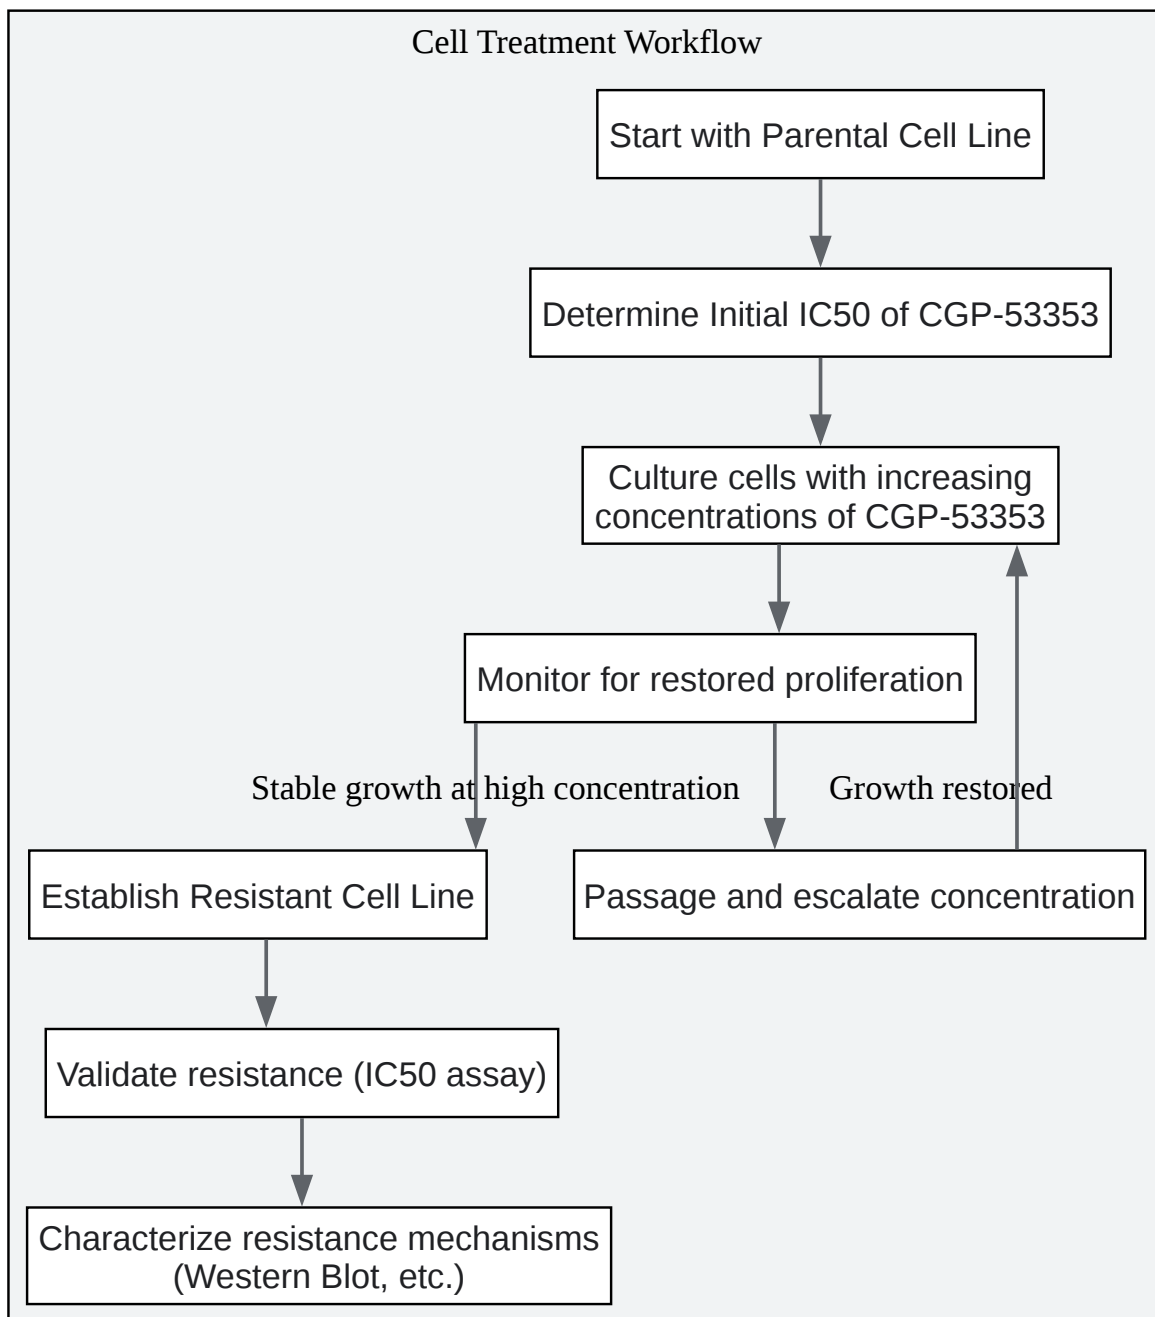 Cell Treatment Workflow
Start with Parental Cell Line
Determine Initial IC50 of CGP-53353
Culture cells with increasing
concentrations of CGP-53353
Monitor for restored proliferation
Stable growth at high concentration
Growth restored
Establish Resistant Cell Line
Passage and escalate concentration
Validate resistance (IC50 assay)
Characterize resistance mechanisms
(Western Blot, etc.)